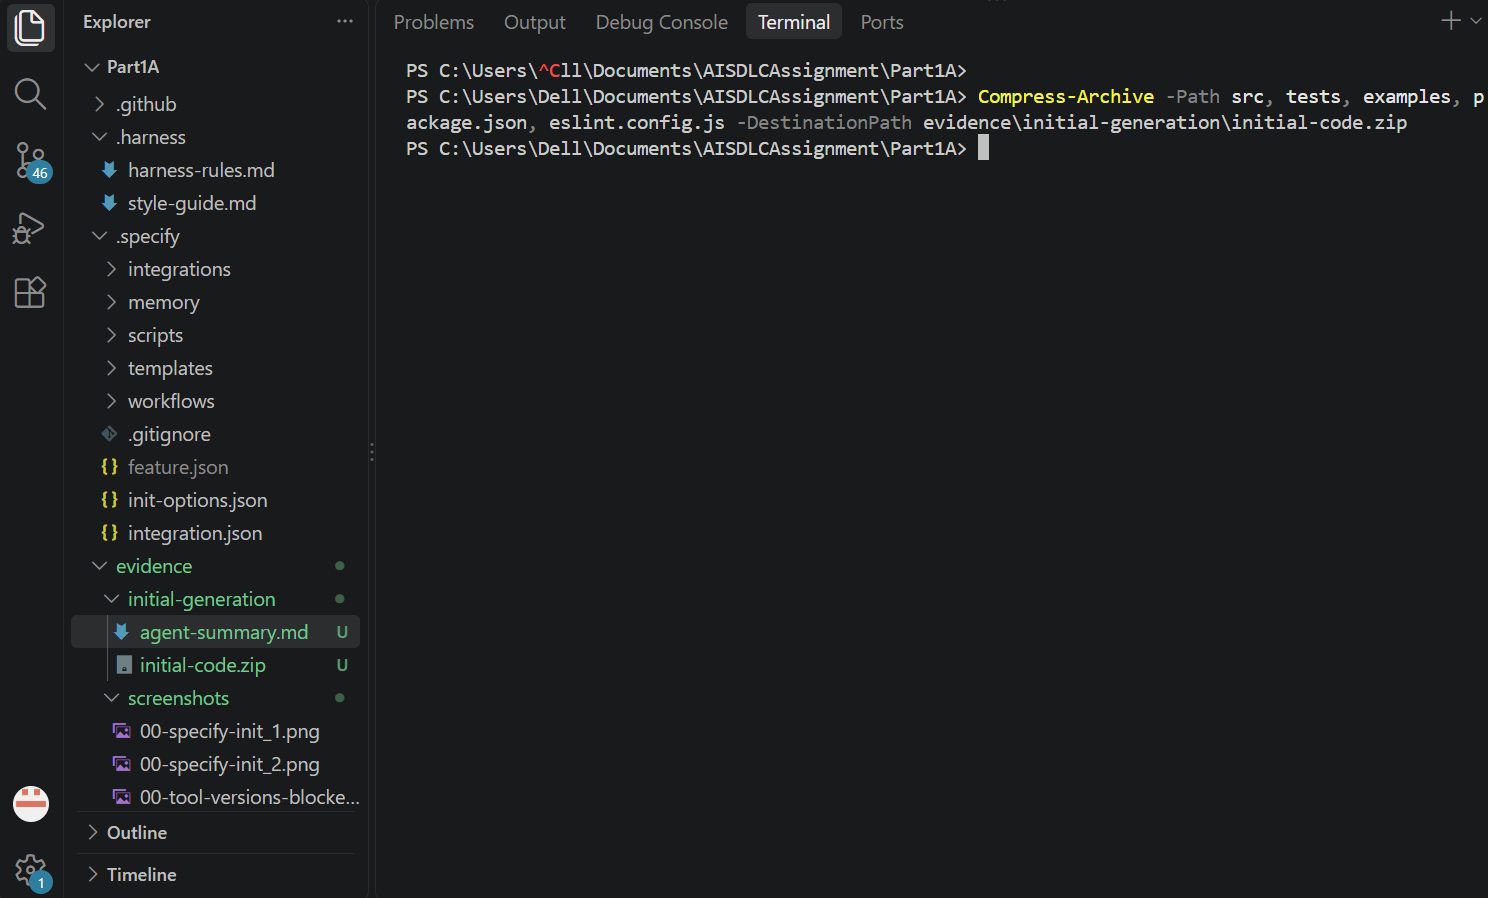 Explorer
Part1A
.github
.harness
harness-rules.md
style-guide.md
.specify
integrations
memory
scripts
templates
workflows
.gitignore
feature.json
init-options.json
integration.json
evidence
initial-generation
agent-summary.md U
initial-code.zip U
screenshots
00-specify-init_1.png
00-specify-init_2.png
00-tool-versions-blocke...
Outline
Timeline
46
1
Problems Output Debug Console Terminal Ports
PS C:\Users\^Cll\Documents\AISDLCAssignment\Part1A>
PS C:\Users\Dell\Documents\AISDLCAssignment\Part1A> Compress-Archive -Path src, tests, examples, p
ackage.json, eslint.config.js -DestinationPath evidence\initial-generation\initial-code.zip
PS C:\Users\Dell\Documents\AISDLCAssignment\Part1A>